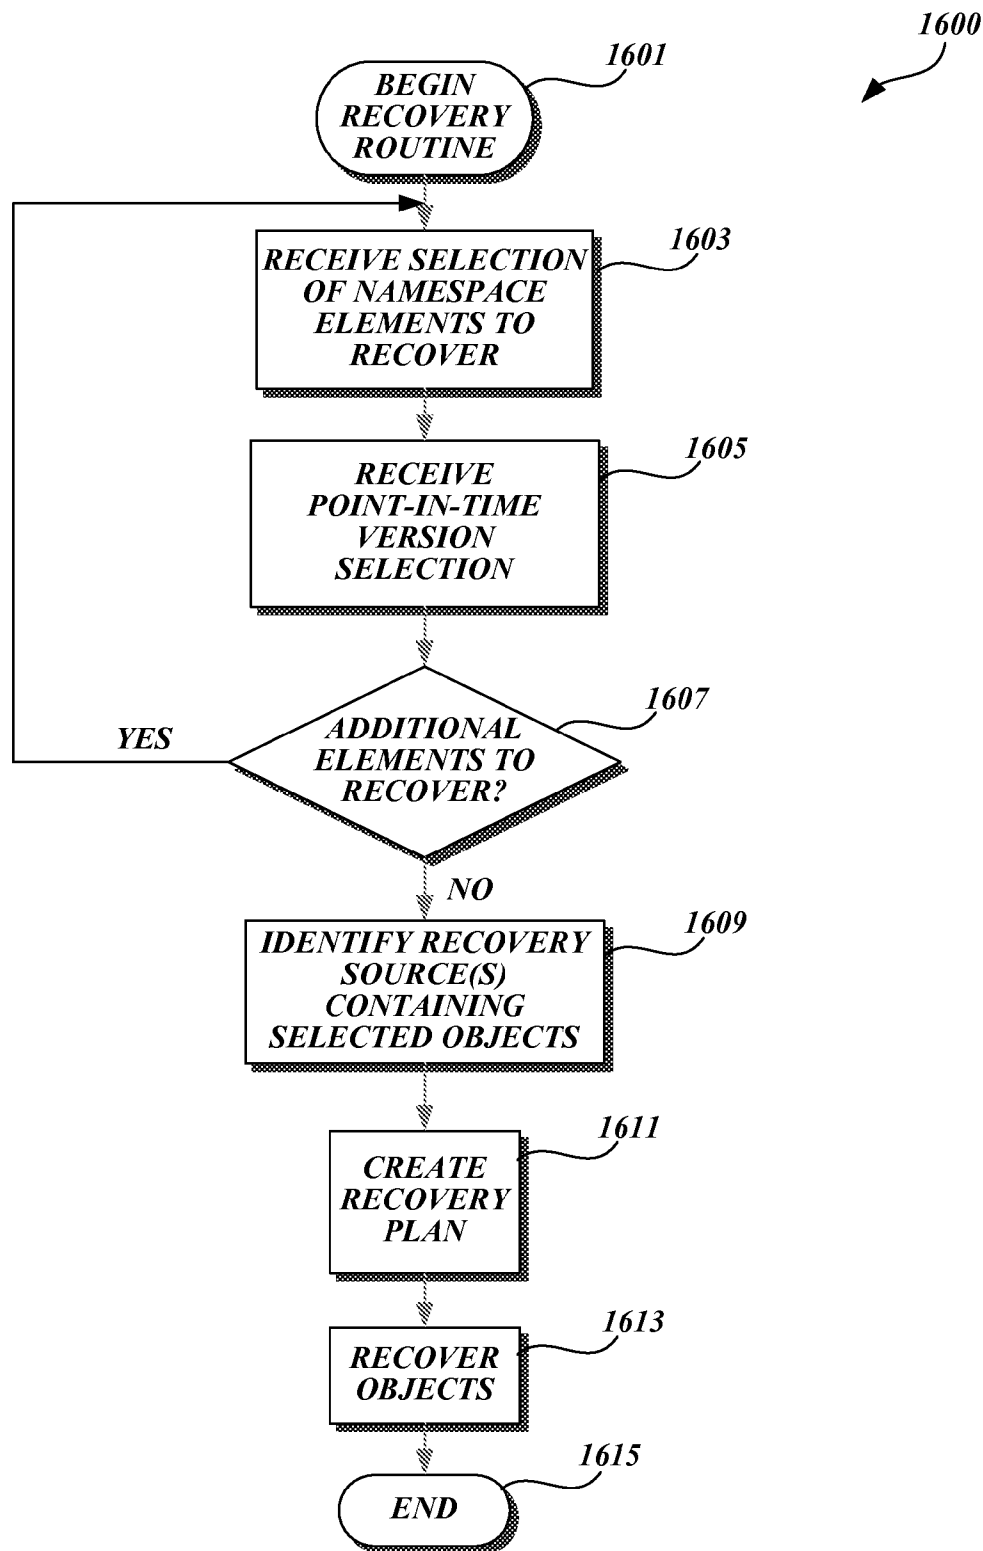 1600
1601
BEGIN
RECOVERY
ROUTINE
1603
RECEIVE SELECTION
OF NAMESPACE
ELEMENTS TO
RECOVER
1605
RECEIVE
POINT-IN-TIME
VERSION
SELECTION
1607
ADDITIONAL
ELEMENTS TO
RECOVER?
YES
NO
1609
IDENTIFY RECOVERY
SOURCE(S)
CONTAINING
SELECTED OBJECTS
1611
CREATE
RECOVERY
PLAN
1613
RECOVER
OBJECTS
1615
END